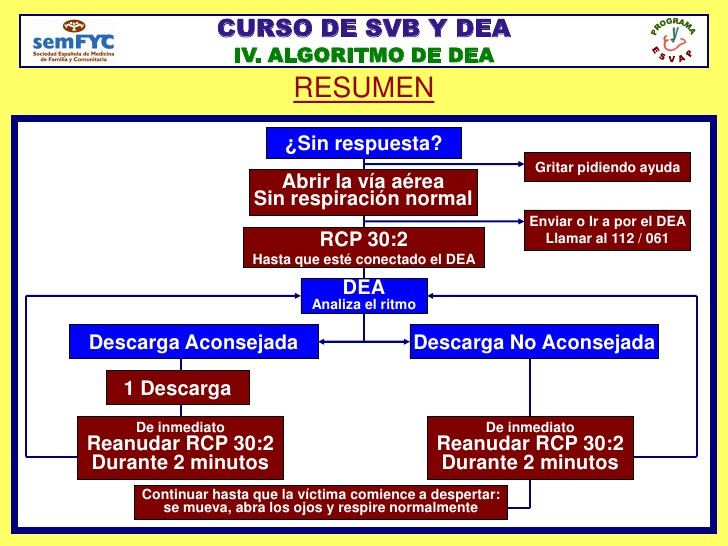 semFYC
Sociedad Española de Medicina
de Familia y Comunitaria
CURSO DE SVB Y DEA
IV. ALGORITMO DE DEA
PROGRAMA
ESVAP
RESUMEN
¿Sin respuesta?
Gritar pidiendo ayuda
Abrir la vía aérea
Sin respiración normal
Enviar o Ir a por el DEA
Llamar al 112 / 061
RCP 30:2
Hasta que esté conectado el DEA
DEA
Analiza el ritmo
Descarga Aconsejada
Descarga No Aconsejada
1 Descarga
De inmediato
Reanudar RCP 30:2
Durante 2 minutos
De inmediato
Reanudar RCP 30:2
Durante 2 minutos
Continuar hasta que la víctima comience a despertar:
se mueva, abra los ojos y respire normalmente